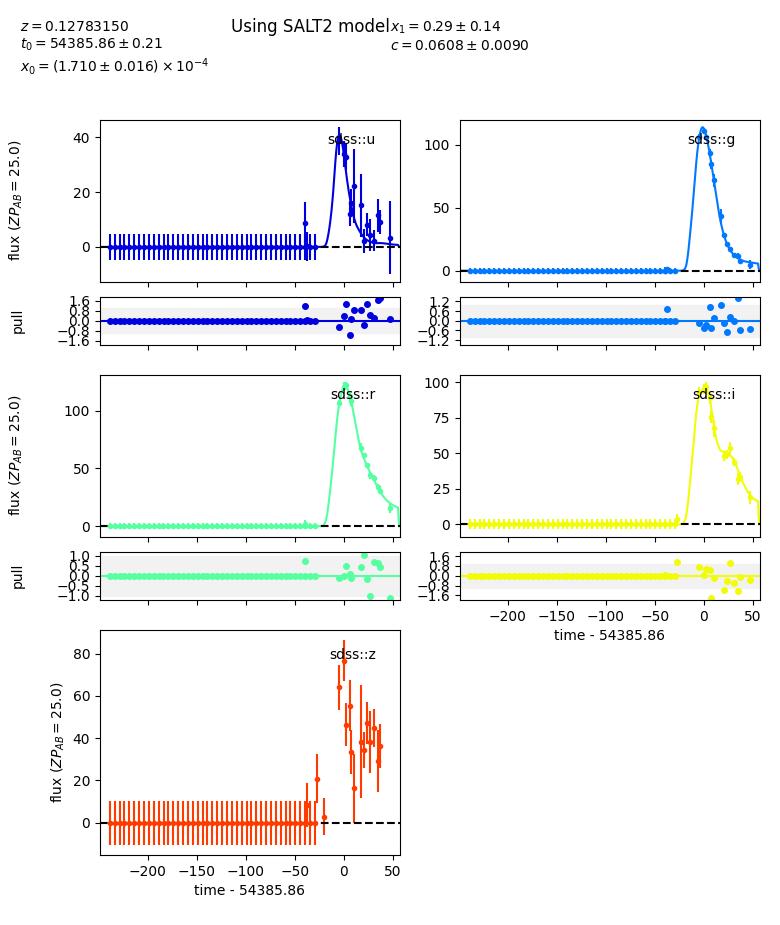 Using SALT2 model
z = 0.12783150
t₀ = 54385.86 ± 0.21
x₀ = (1.710 ± 0.016) × 10⁻⁴
x₁ = 0.29 ± 0.14
c = 0.0608 ± 0.0090
sdss::u
flux (ZP_AB = 25.0)
40
20
0
pull
1.6
0.8
0.0
−0.8
−1.6
sdss::g
100
50
0
1.2
0.6
0.0
−0.6
−1.2
sdss::r
flux (ZP_AB = 25.0)
100
50
0
pull
1.0
0.5
0.0
−0.5
−1.0
sdss::i
100
75
50
25
0
1.6
0.8
0.0
−0.8
−1.6
−200 −150 −100 −50 0 50
time - 54385.86
sdss::z
flux (ZP_AB = 25.0)
80
60
40
20
0
−200 −150 −100 −50 0 50
time - 54385.86